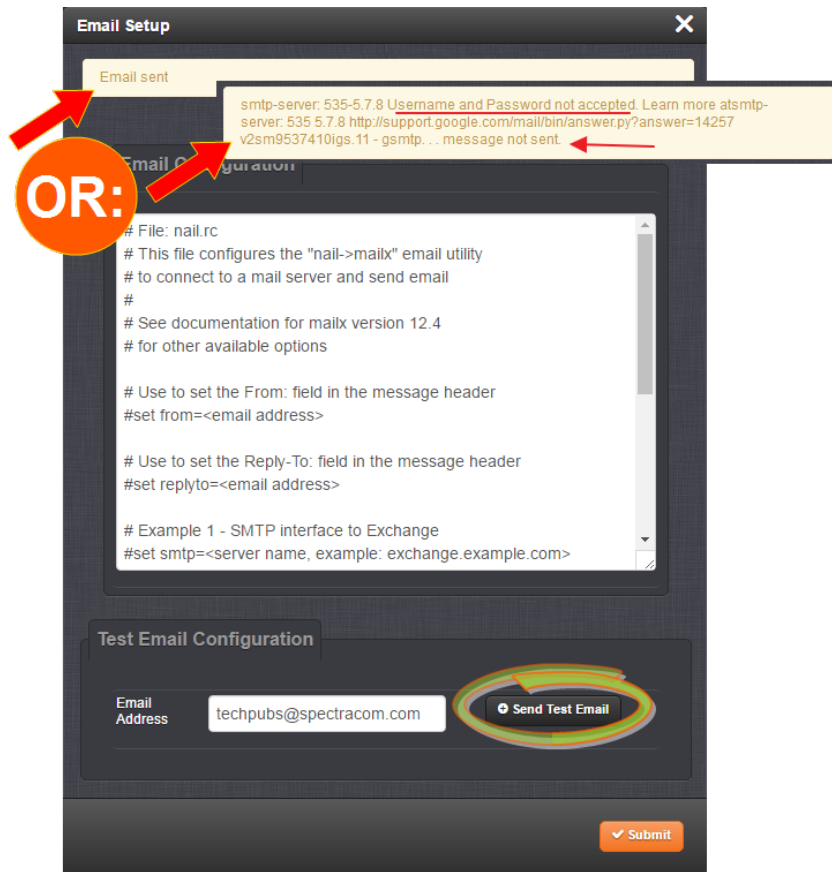 Email Setup
Email sent
smtp-server: 535-5.7.8 Username and Password not accepted. Learn more atsmtp-
server: 535 5.7.8 http://support.google.com/mail/bin/answer.py?answer=14257
v2sm9537410igs.11 - gsmtp. . . message not sent.
OR:
Email Configuration
# File: nail.rc
# This file configures the "nail->mailx" email utility
# to connect to a mail server and send email
#
# See documentation for mailx version 12.4
# for other available options
# Use to set the From: field in the message header
#set from=<email address>
# Use to set the Reply-To: field in the message header
#set replyto=<email address>
# Example 1 - SMTP interface to Exchange
#set smtp=<server name, example: exchange.example.com>
Test Email Configuration
Email
Address
techpubs@spectracom.com
Send Test Email
Submit